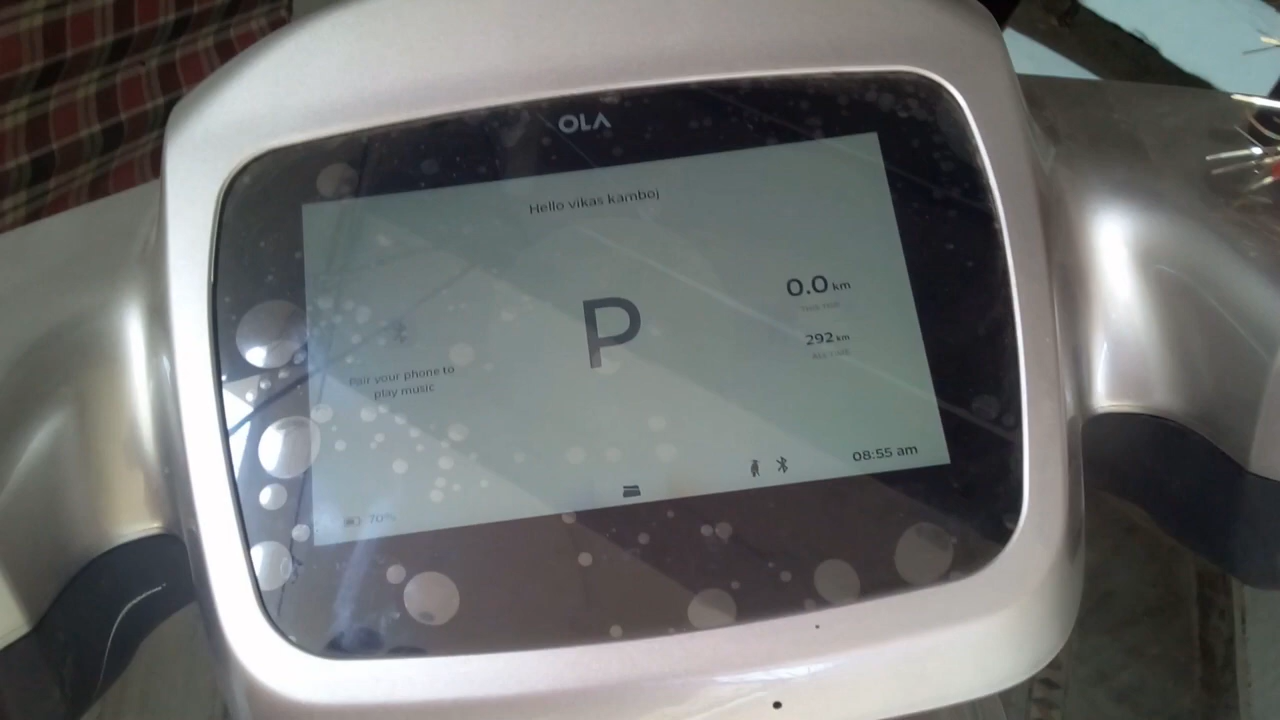 OLA
Hello vikas kamboj
P
0.0 km
292 km
Pair your phone to
play music
70%
08:55 am